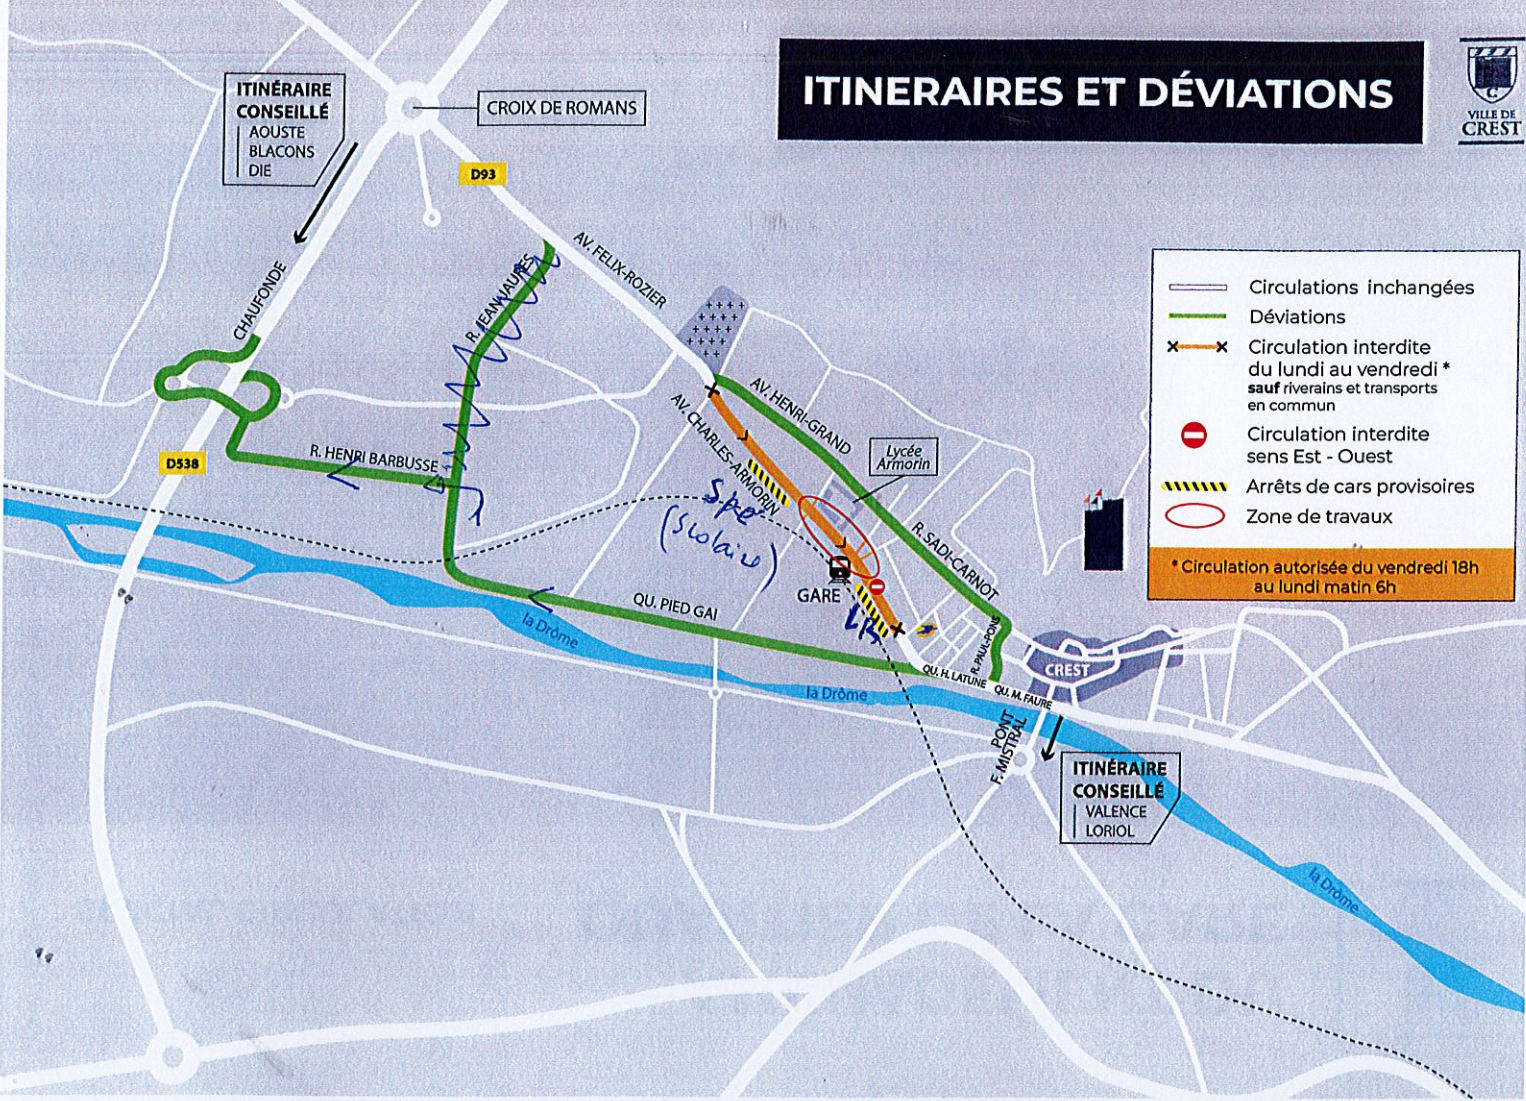 ITINERAIRES ET DÉVIATIONS
C
VILLE DE
CREST
ITINÉRAIRE
CONSEILLÉ
AOUSTE
BLACONS
DIE
CROIX DE ROMANS
D93
AV. FELIX-ROZIER
R. JEAN JAURES
CHAUFONDE
Circulations inchangées
Déviations
Circulation interdite
du lundi au vendredi *
sauf riverains et transports
en commun
Circulation interdite
sens Est - Ouest
Arrêts de cars provisoires
Zone de travaux
* Circulation autorisée du vendredi 18h
au lundi matin 6h
AV. HENRI-GRAND
AV. CHARLES-ARMORIN
Lycée
Armorin
R. HENRI BARBUSSE
D538
Spé
(Scolaire)
R. SADI-CARNOT
GARE
LR
QU. PIED GAI
la Drôme
R. PAUL-PONS
CREST
QU. H. LATUNE
QU. M. FAURE
la Drôme
PONT
F. MISTRAL
ITINÉRAIRE
CONSEILLÉ
VALENCE
LORIOL
la Drôme